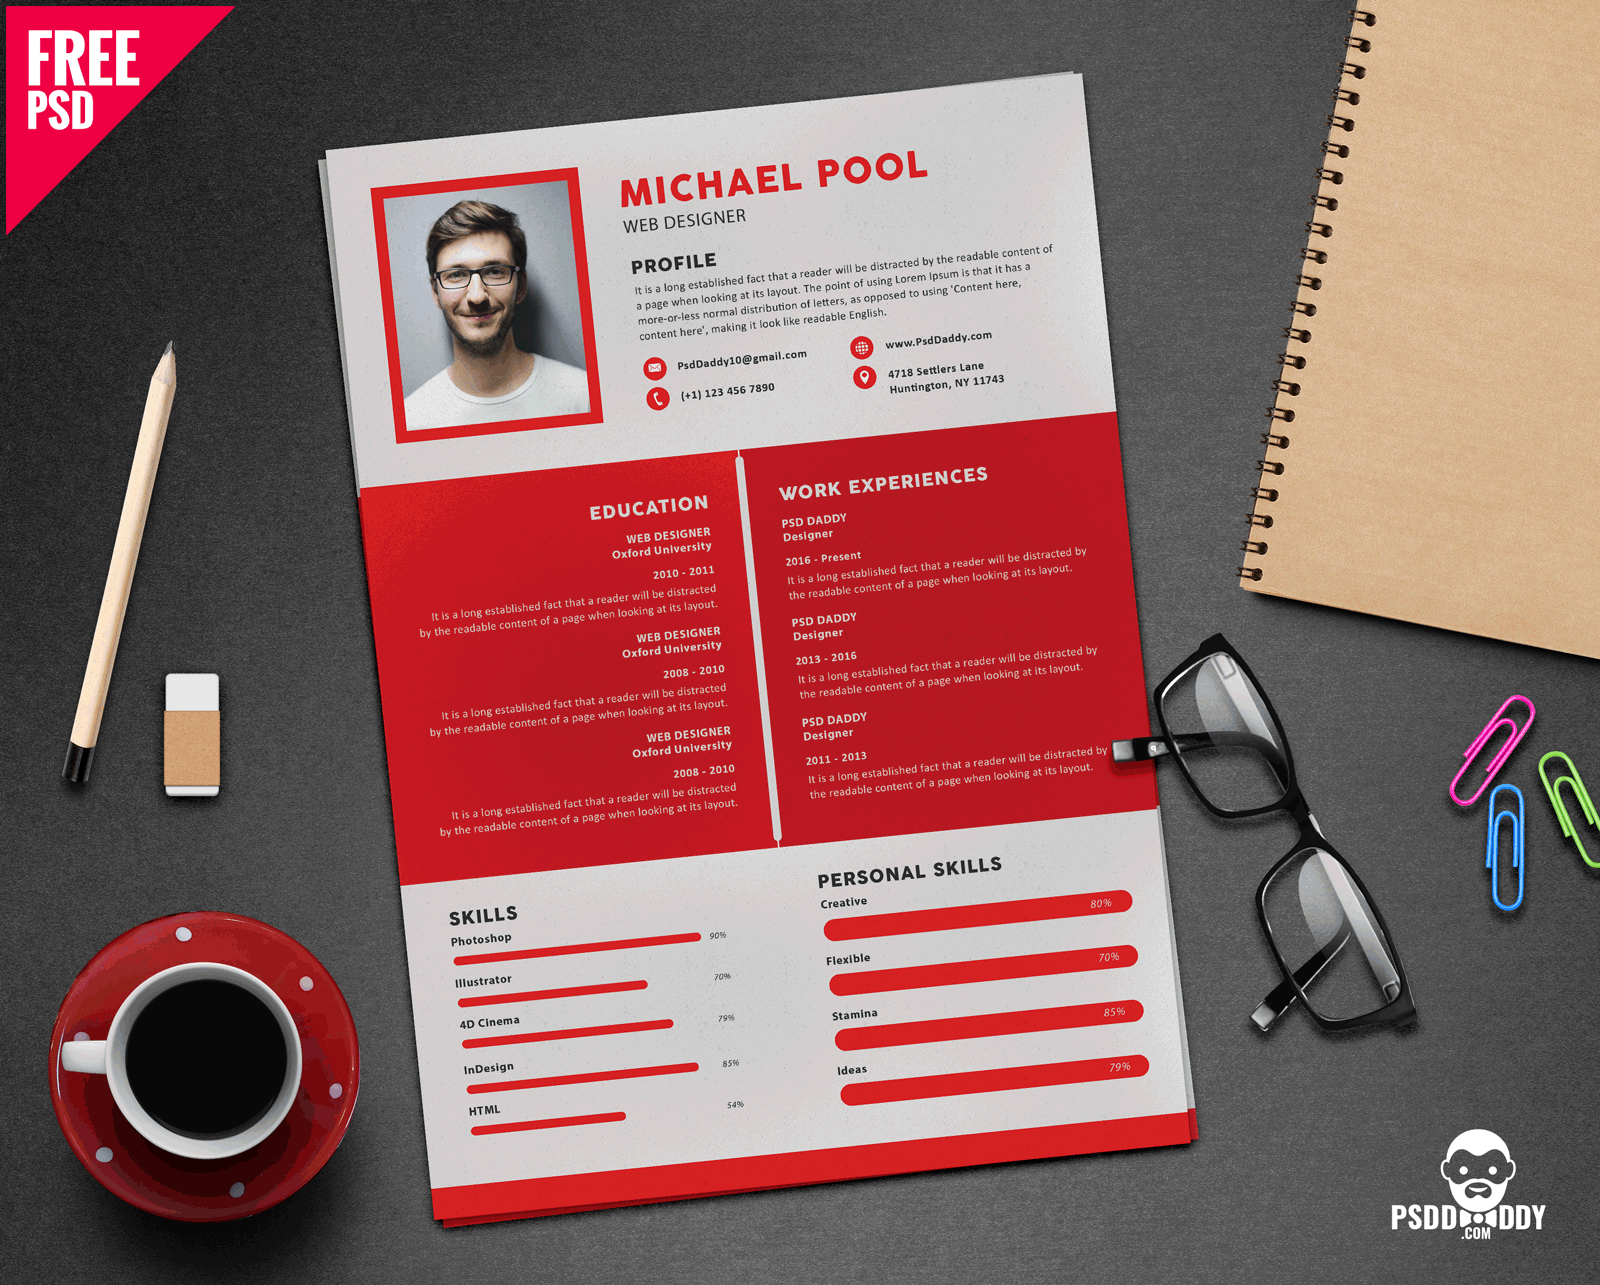 FREE
PSD
MICHAEL POOL
WEB DESIGNER
PROFILE
It is a long established fact that a reader will be distracted by the readable content of
a page when looking at its layout. The point of using Lorem Ipsum is that it has a
more-or-less normal distribution of letters, as opposed to using 'Content here,
content here', making it look like readable English.
PsdDaddy10@gmail.com
www.PsdDaddy.com
(+1) 123 456 7890
4718 Settlers Lane
Huntington, NY 11743
EDUCATION
WEB DESIGNER
Oxford University
2010 - 2011
It is a long established fact that a reader will be distracted
by the readable content of a page when looking at its layout.
WEB DESIGNER
Oxford University
2008 - 2010
It is a long established fact that a reader will be distracted
by the readable content of a page when looking at its layout.
WEB DESIGNER
Oxford University
2008 - 2010
It is a long established fact that a reader will be distracted
by the readable content of a page when looking at its layout.
WORK EXPERIENCES
PSD DADDY
Designer
2016 - Present
It is a long established fact that a reader will be distracted by
the readable content of a page when looking at its layout.
PSD DADDY
Designer
2013 - 2016
It is a long established fact that a reader will be distracted by
the readable content of a page when looking at its layout.
PSD DADDY
Designer
2011 - 2013
It is a long established fact that a reader will be distracted by
the readable content of a page when looking at its layout.
SKILLS
Photoshop
90%
Illustrator
70%
4D Cinema
79%
InDesign
85%
HTML
54%
PERSONAL SKILLS
Creative
80%
Flexible
70%
Stamina
85%
Ideas
79%
PSDD DDY
.COM